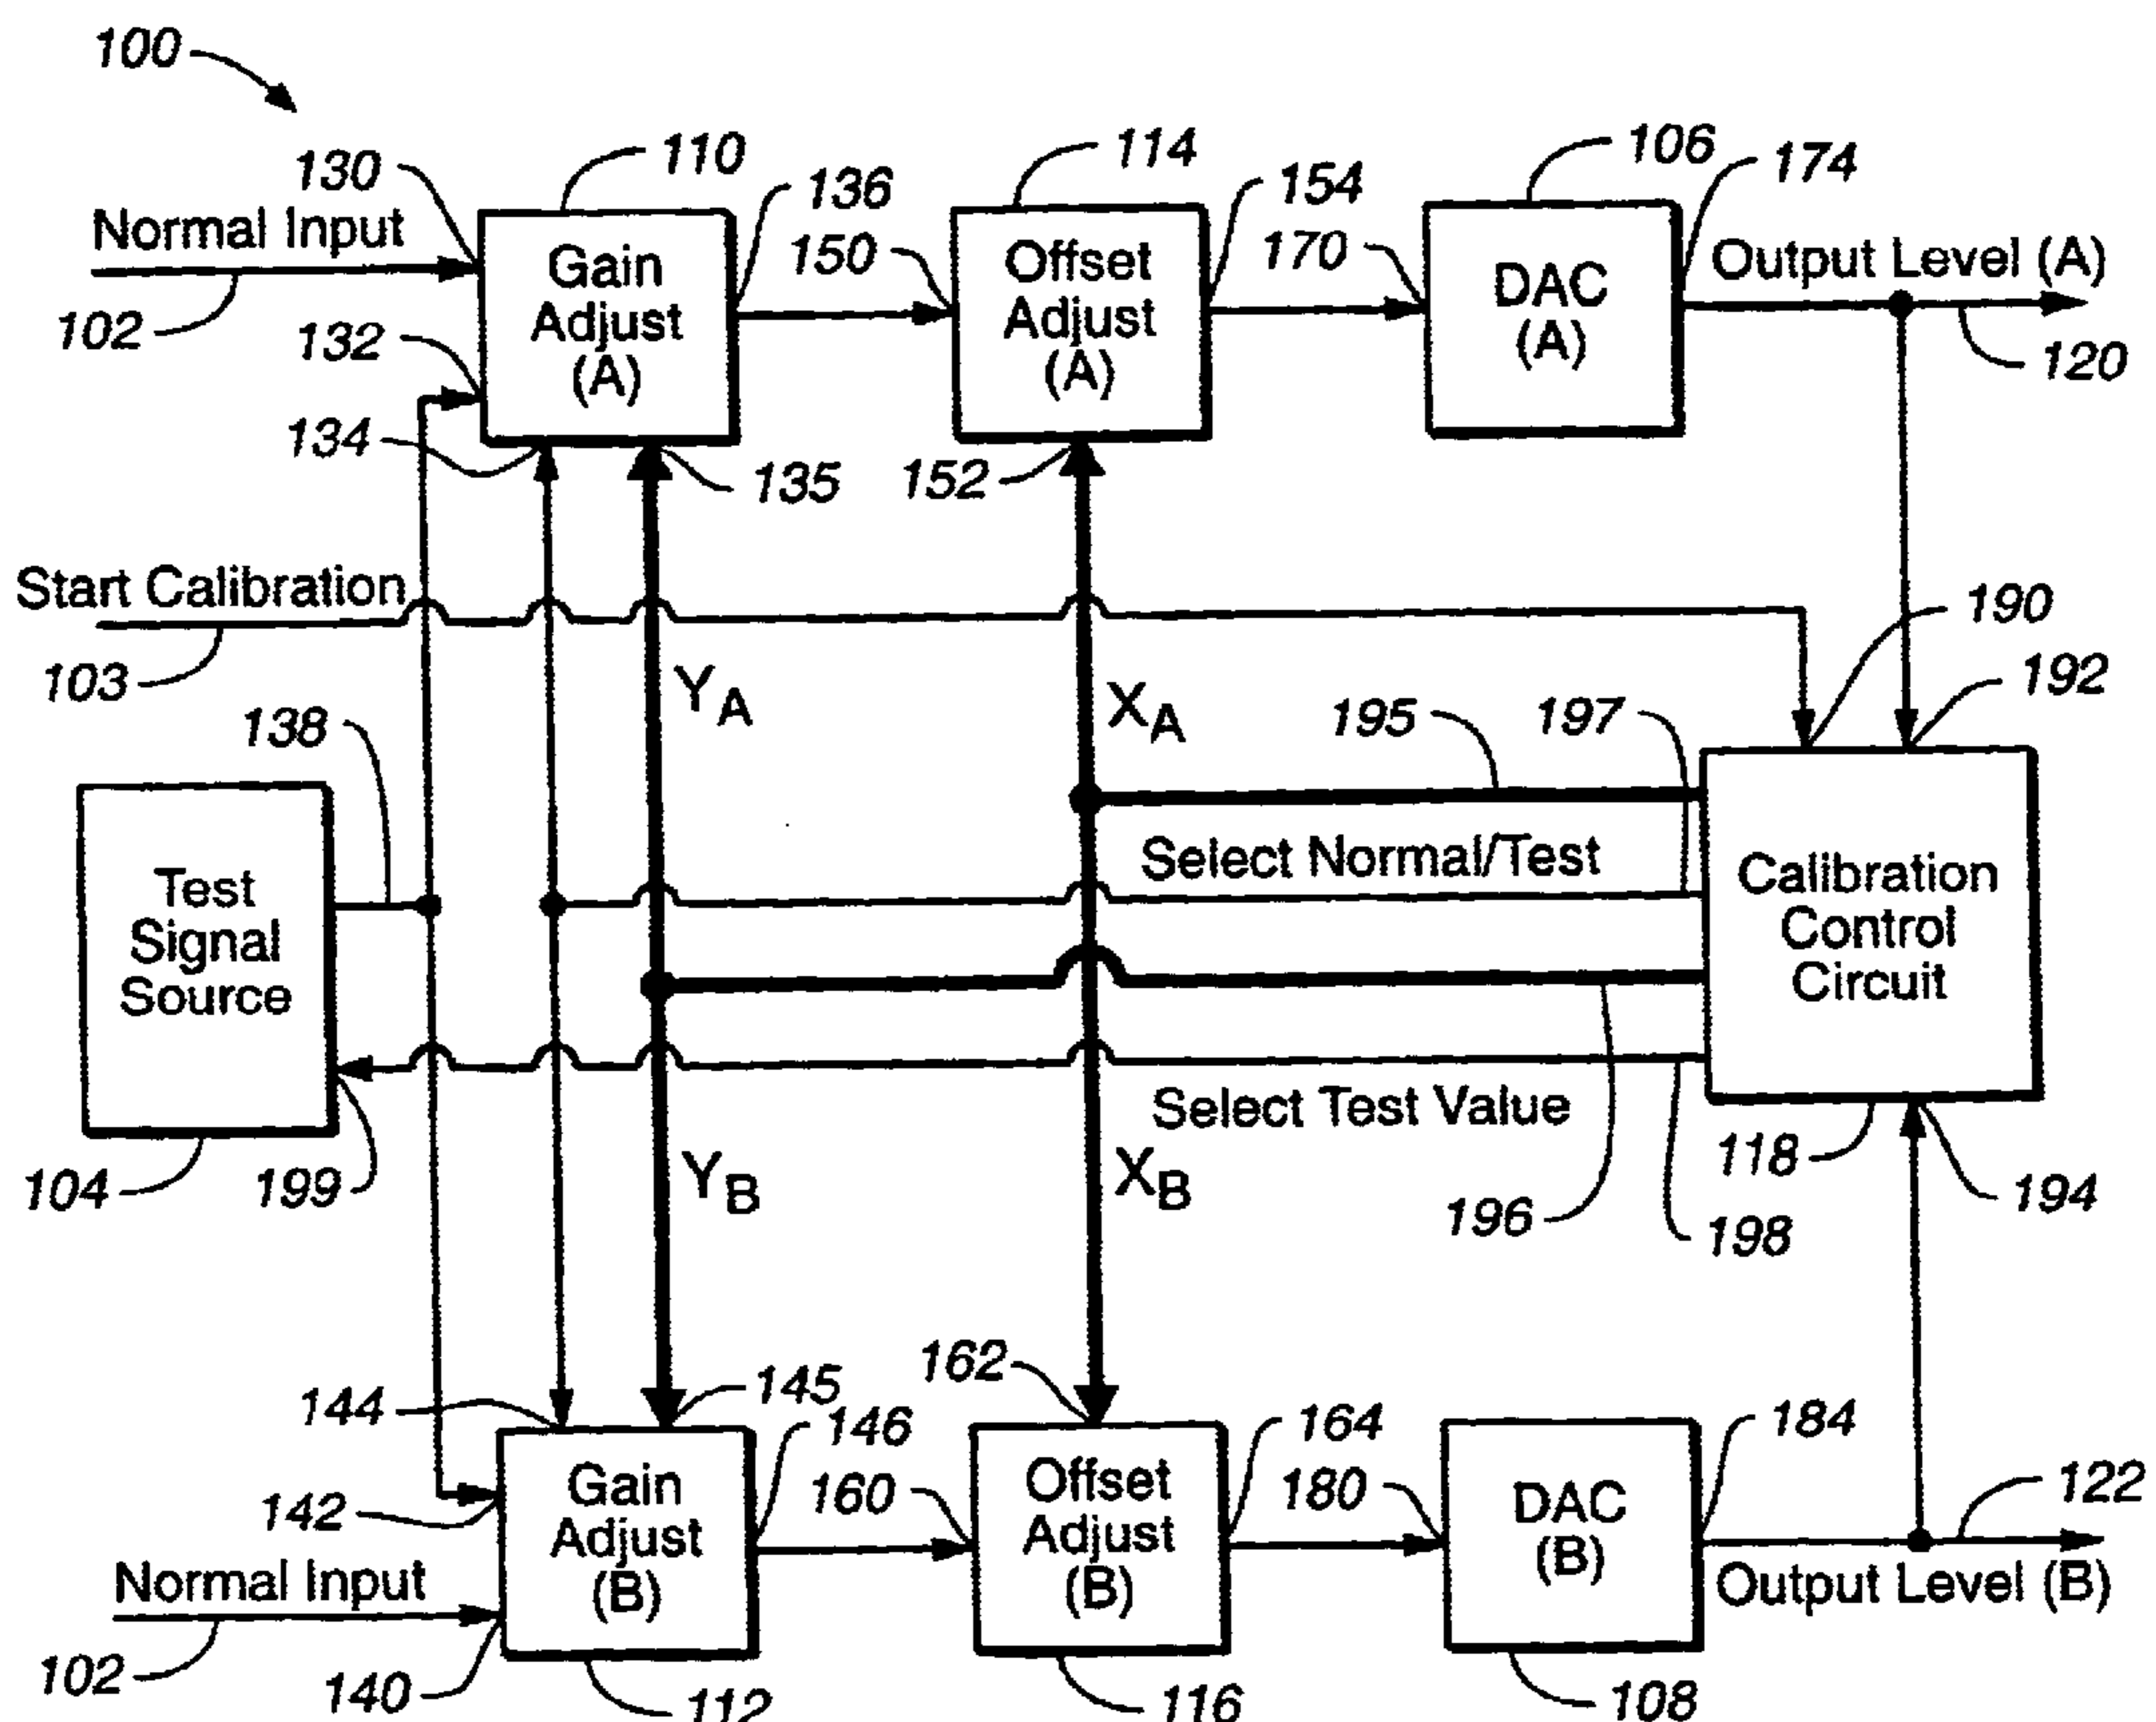 100
130
110
136
114
154
106
174
Normal Input
150
170
Output Level (A)
Gain
Adjust
(A)
Offset
Adjust
(A)
DAC
(A)
102
132
120
134
135
152
Start Calibration
190
103
192
YA
XA
138
195
197
Test
Signal
Source
Select Normal/Test
Calibration
Control
Circuit
Select Test Value
104
199
YB
XB
118
194
196
198
162
144
145
146
164
184
142
160
180
122
Gain
Adjust
(B)
Offset
Adjust
(B)
DAC
(B)
Normal Input
Output Level (B)
102
140
112
116
108